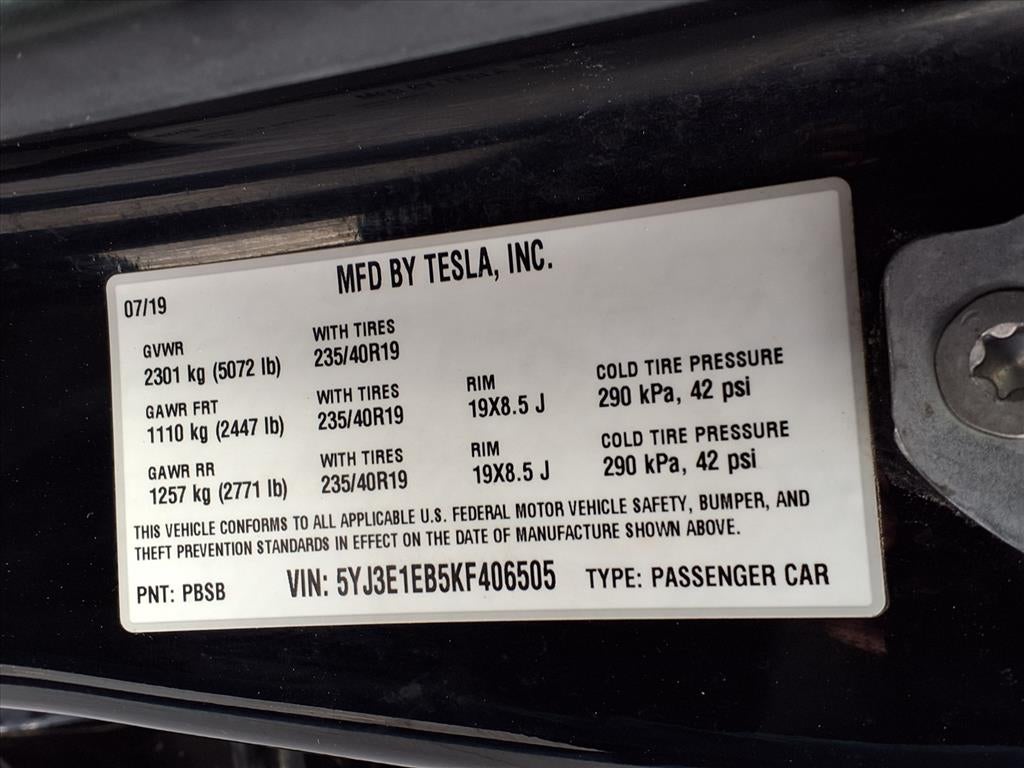 MFD BY TESLA, INC.
07/19
GVWR WITH TIRES
2301 kg (5072 lb) 235/40R19
GAWR FRT WITH TIRES RIM COLD TIRE PRESSURE
1110 kg (2447 lb) 235/40R19 19X8.5 J 290 kPa, 42 psi
GAWR RR WITH TIRES RIM COLD TIRE PRESSURE
1257 kg (2771 lb) 235/40R19 19X8.5 J 290 kPa, 42 psi
THIS VEHICLE CONFORMS TO ALL APPLICABLE U.S. FEDERAL MOTOR VEHICLE SAFETY, BUMPER, AND
THEFT PREVENTION STANDARDS IN EFFECT ON THE DATE OF MANUFACTURE SHOWN ABOVE.
PNT: PBSB VIN: 5YJ3E1EB5KF406505 TYPE: PASSENGER CAR